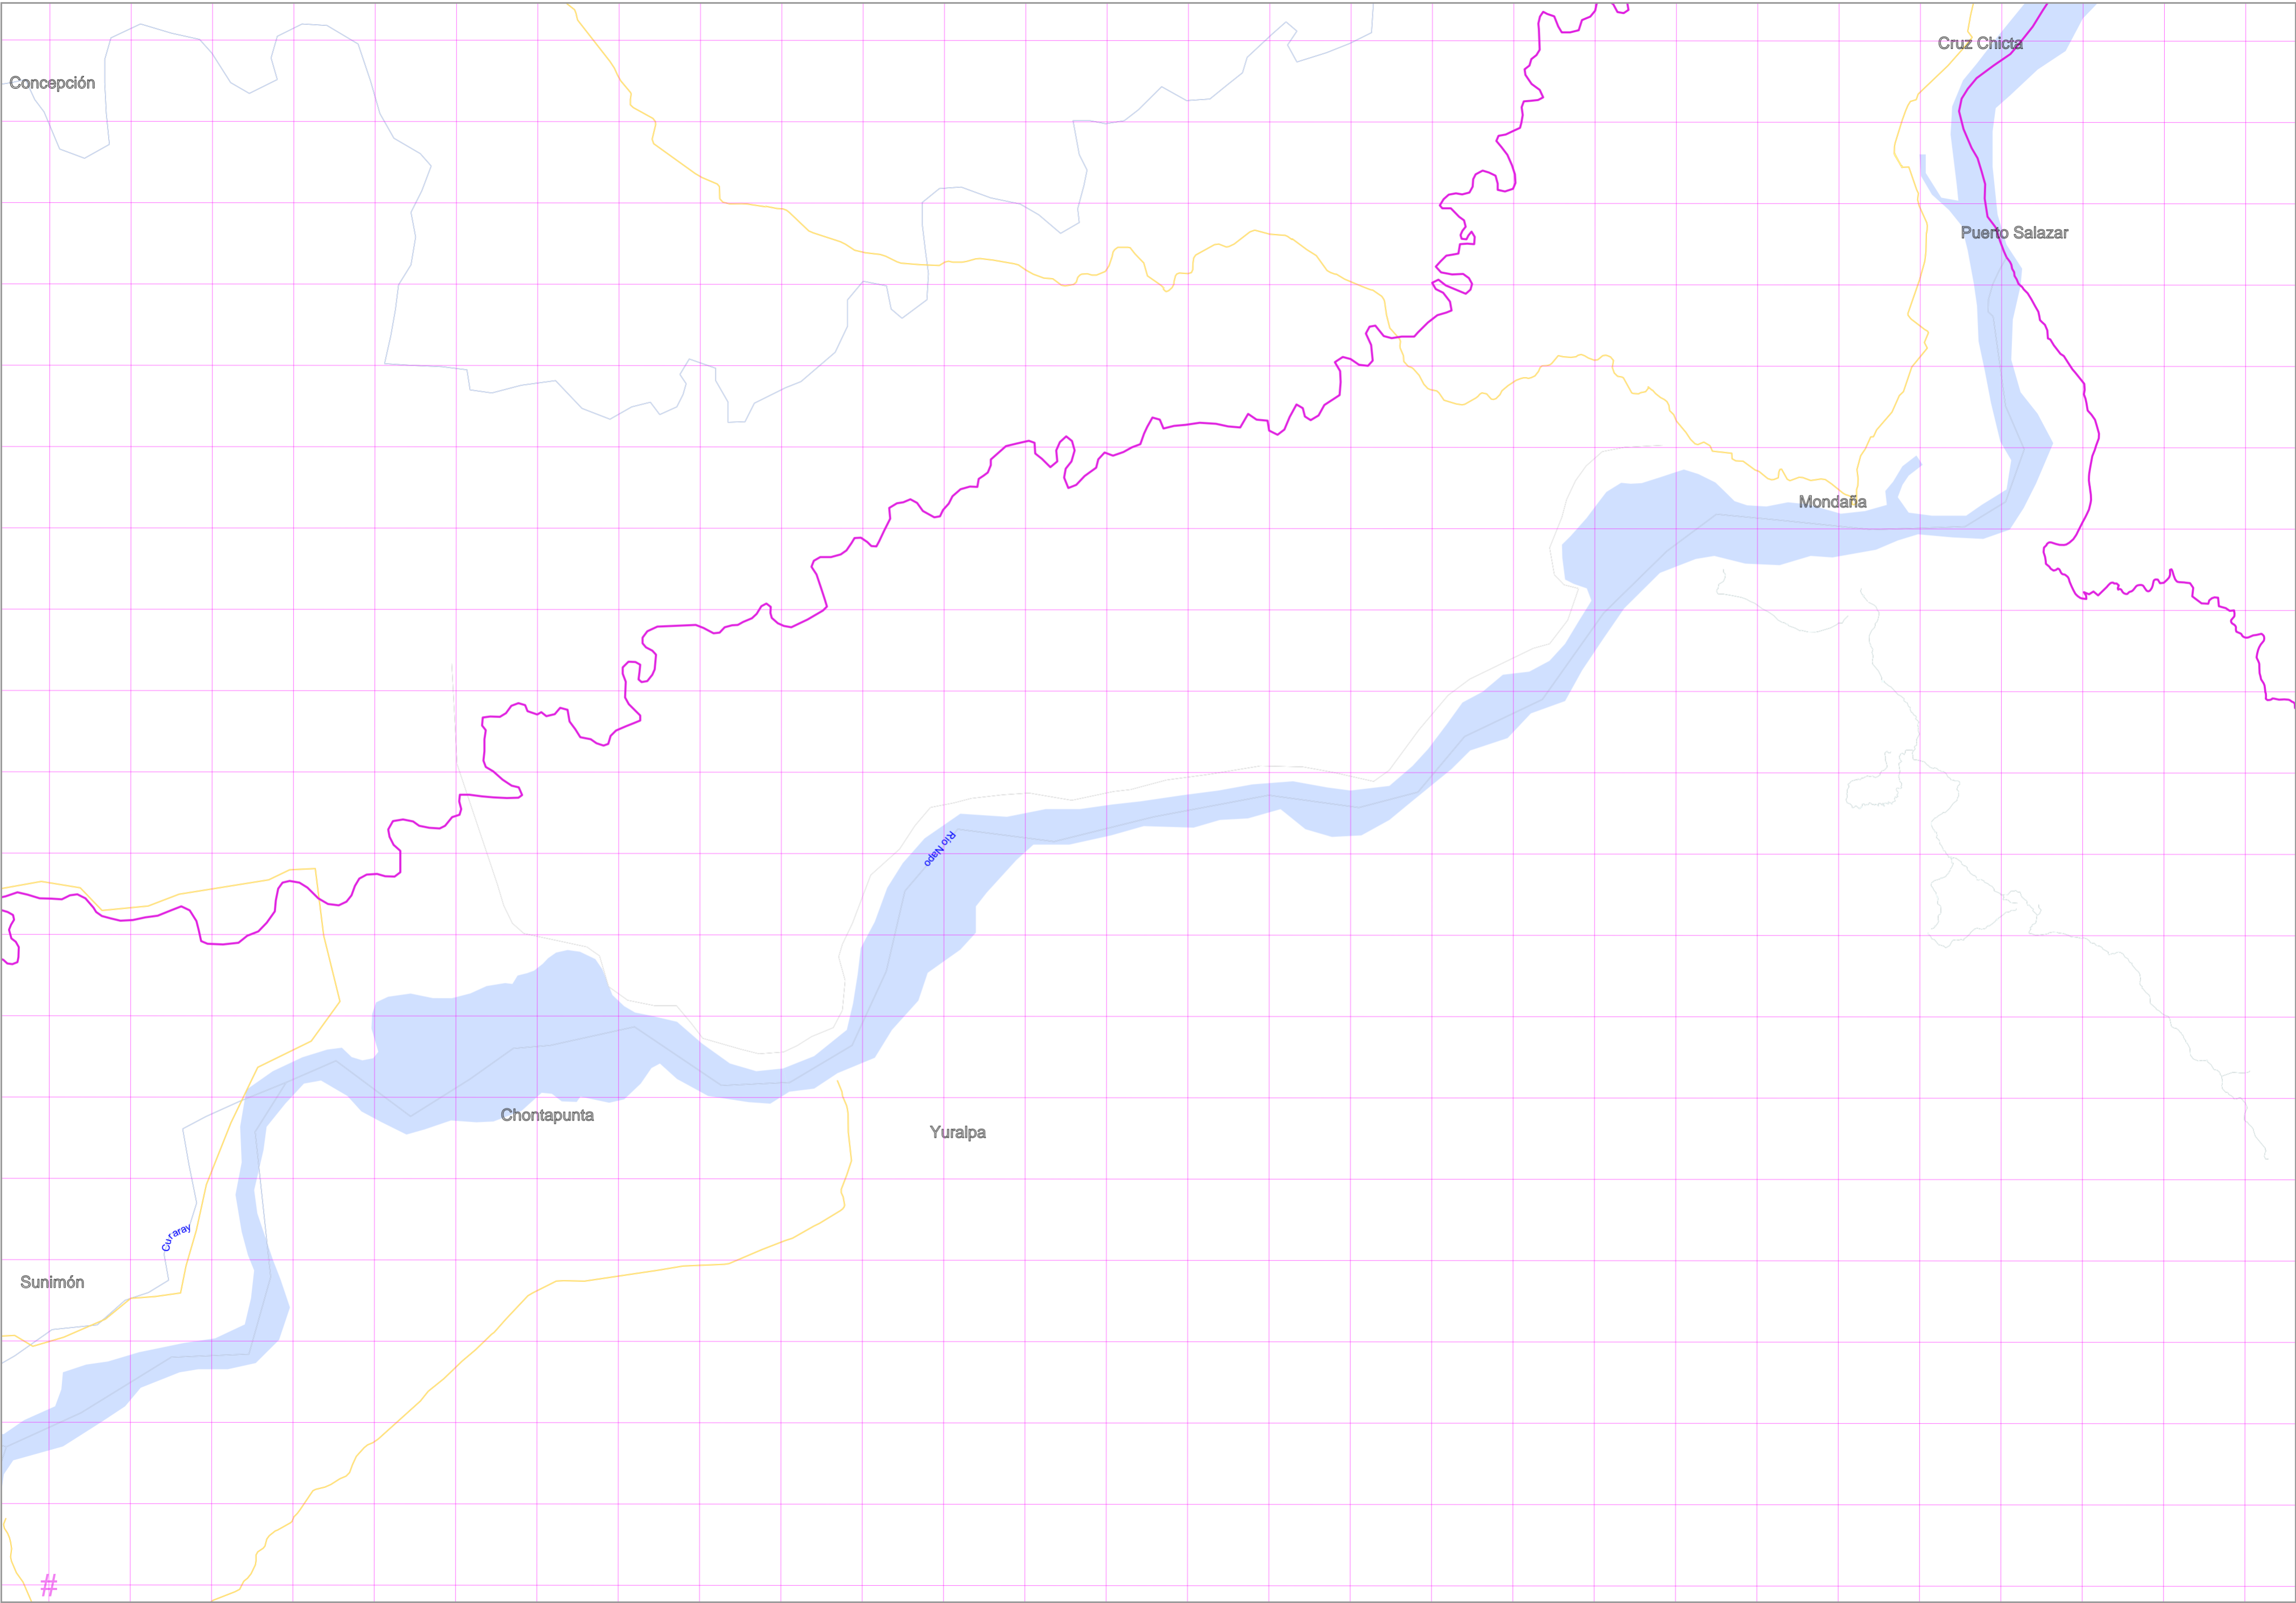 Cruz Chicta
Concepción
Puerto Salazar
Mondaña
Río Napo
Chontapunta
Yuralpa
Curaray
Sunimón
#